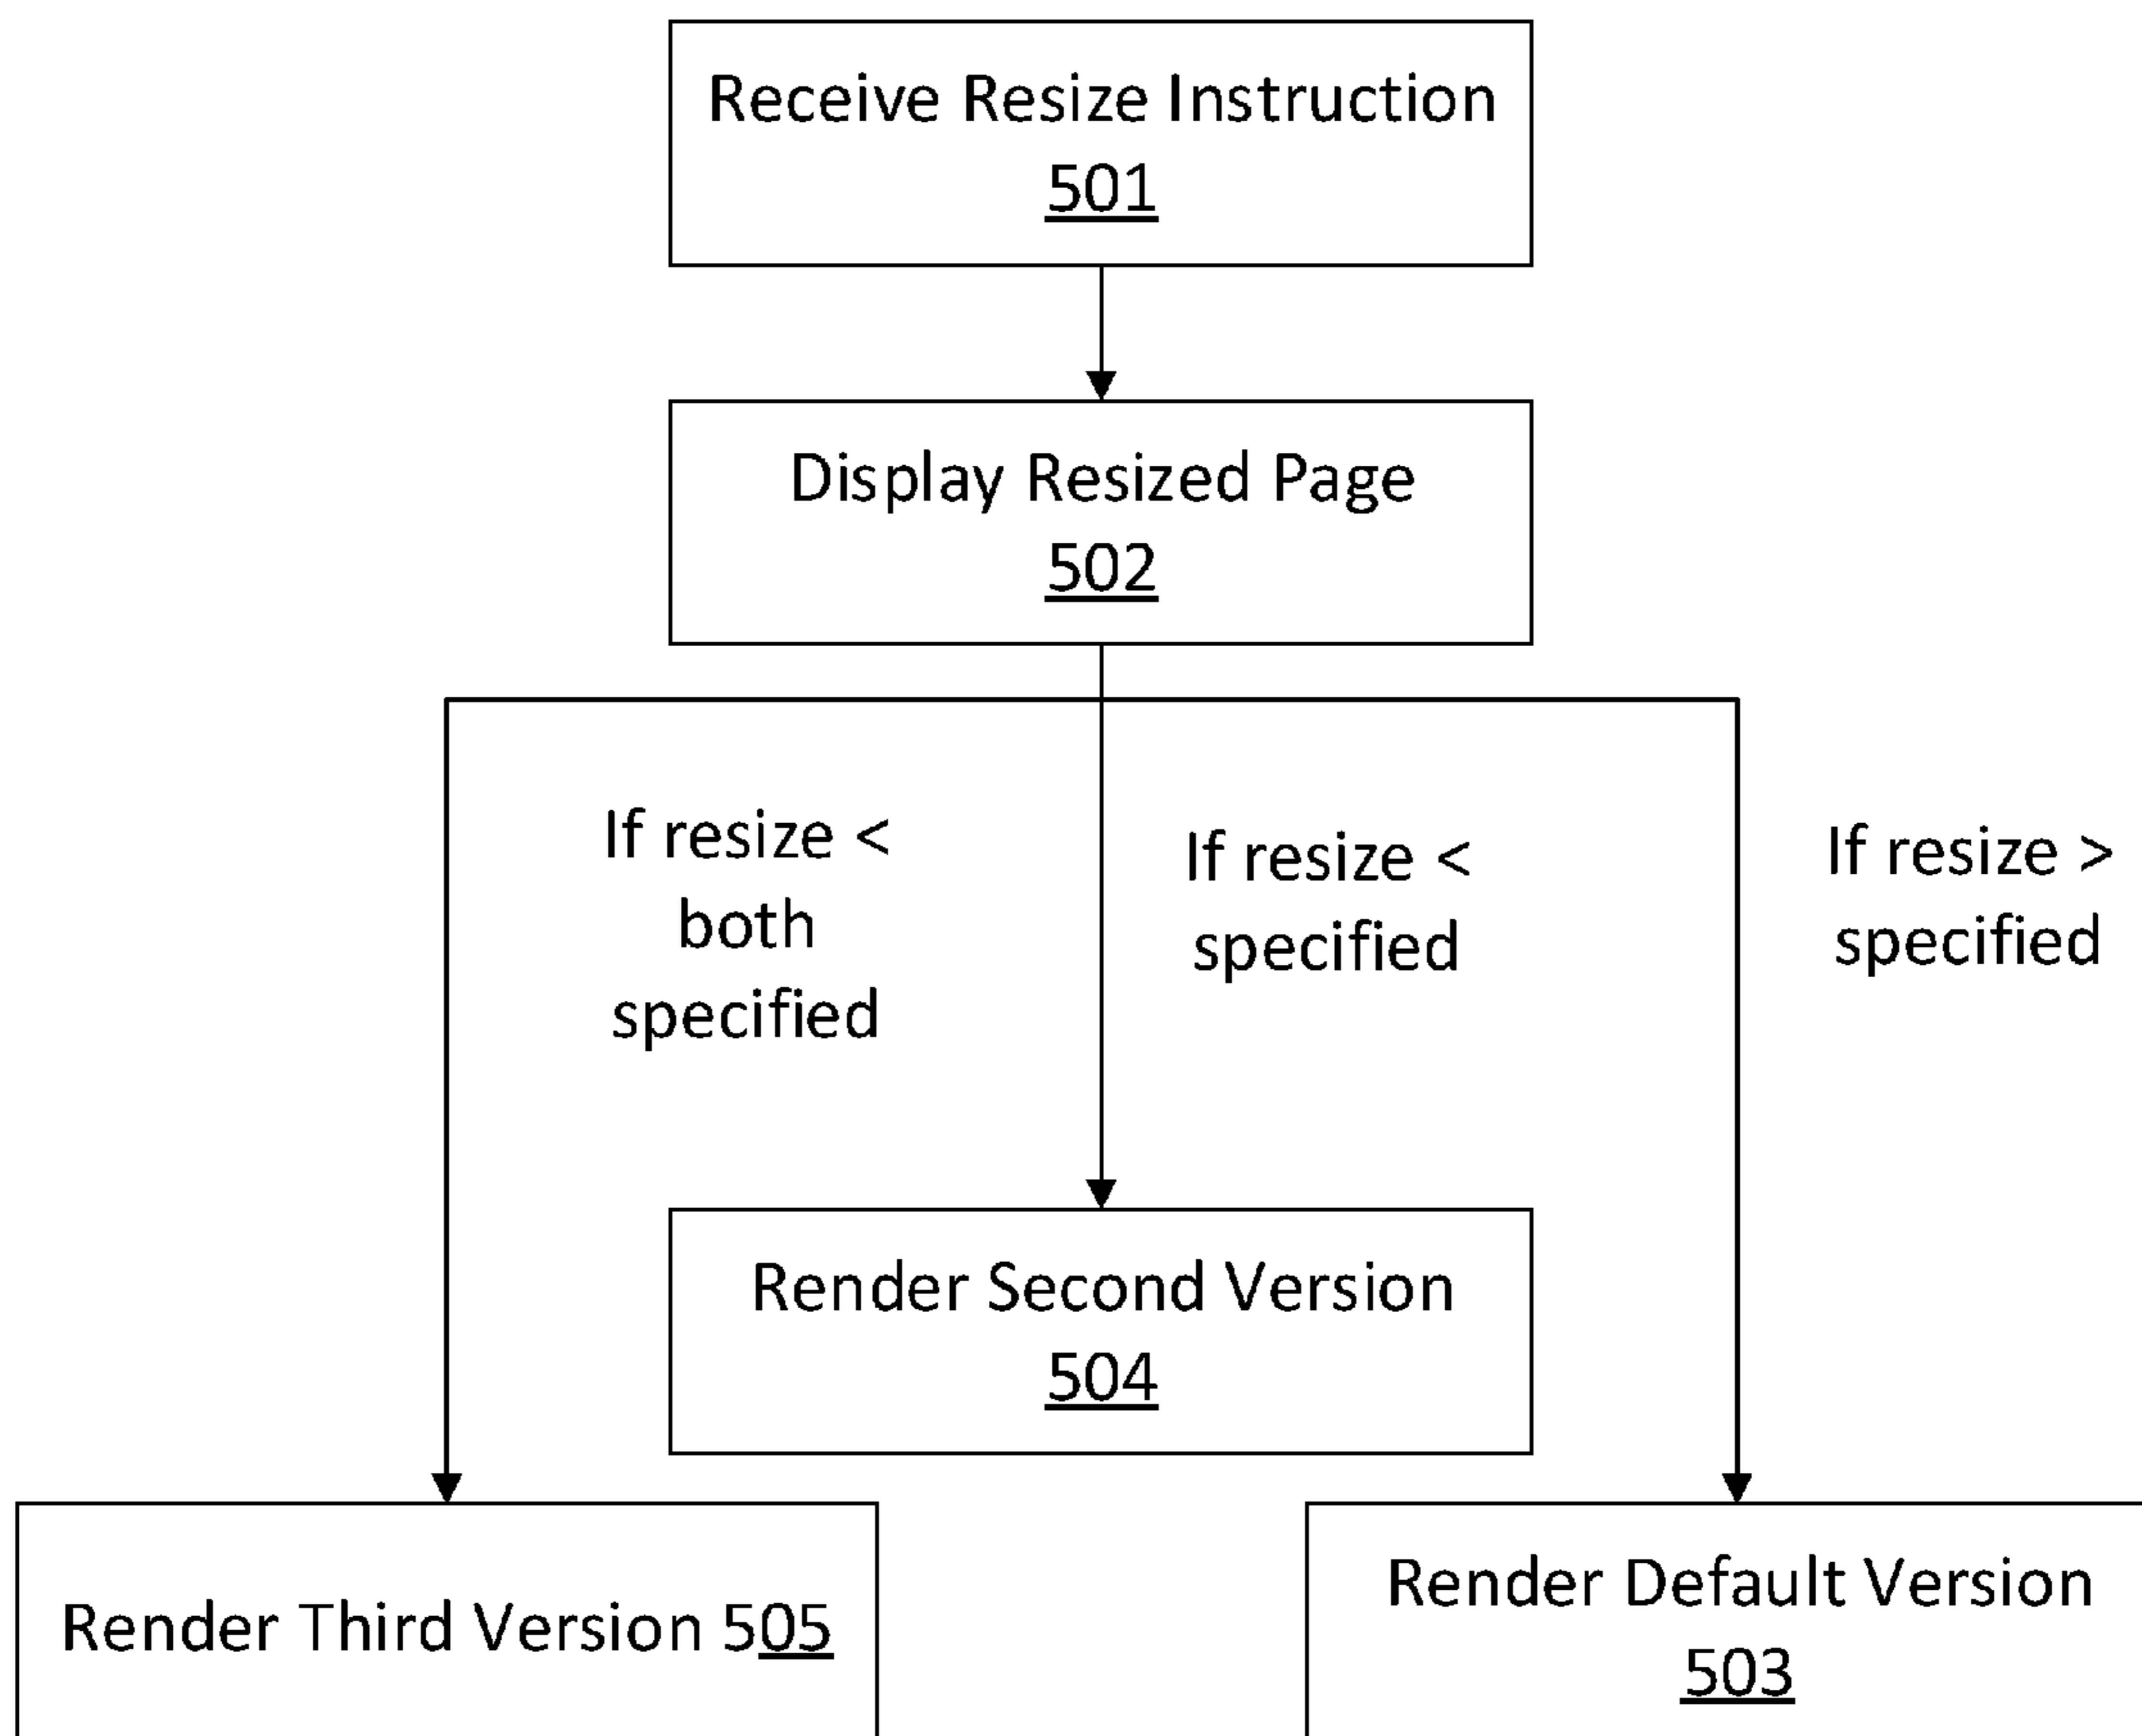 Receive Resize Instruction
501
Display Resized Page
502
If resize <
both
specified
If resize <
specified
If resize >
specified
Render Second Version
504
Render Third Version 505
Render Default Version
503